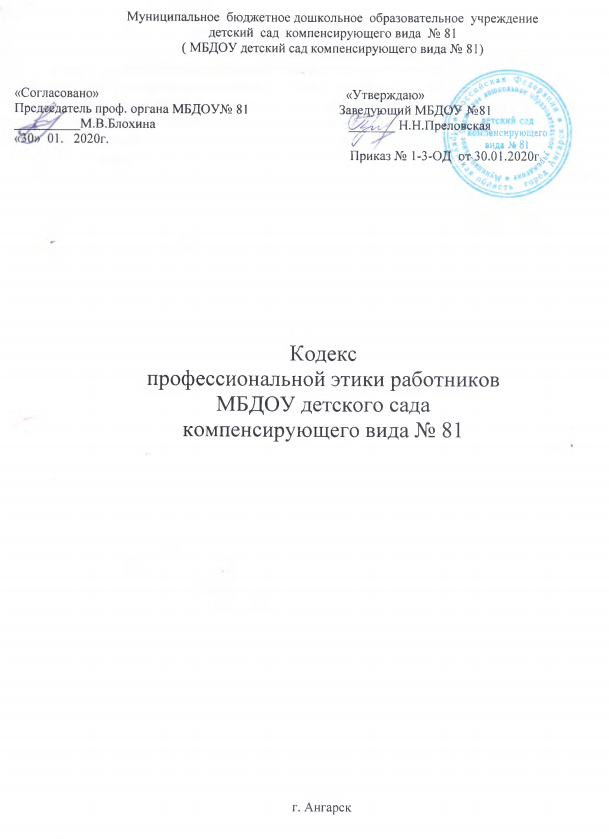 Муниципальное бюджетное дошкольное образовательное учреждение
детский сад компенсирующего вида № 81
( МБДОУ детский сад компенсирующего вида № 81)
«Согласовано»
Председатель проф. органа МБДОУ№ 81
__________М.В.Блохина
«30» 01. 2020г.
«Утверждаю»
Заведующий МБДОУ №81
________ Н.Н.Преловская
Приказ № 1-3-ОД от 30.01.2020г.
детский сад
компенсирующего
вида № 81
Кодекс
профессиональной этики работников
МБДОУ детского сада
компенсирующего вида № 81
г. Ангарск